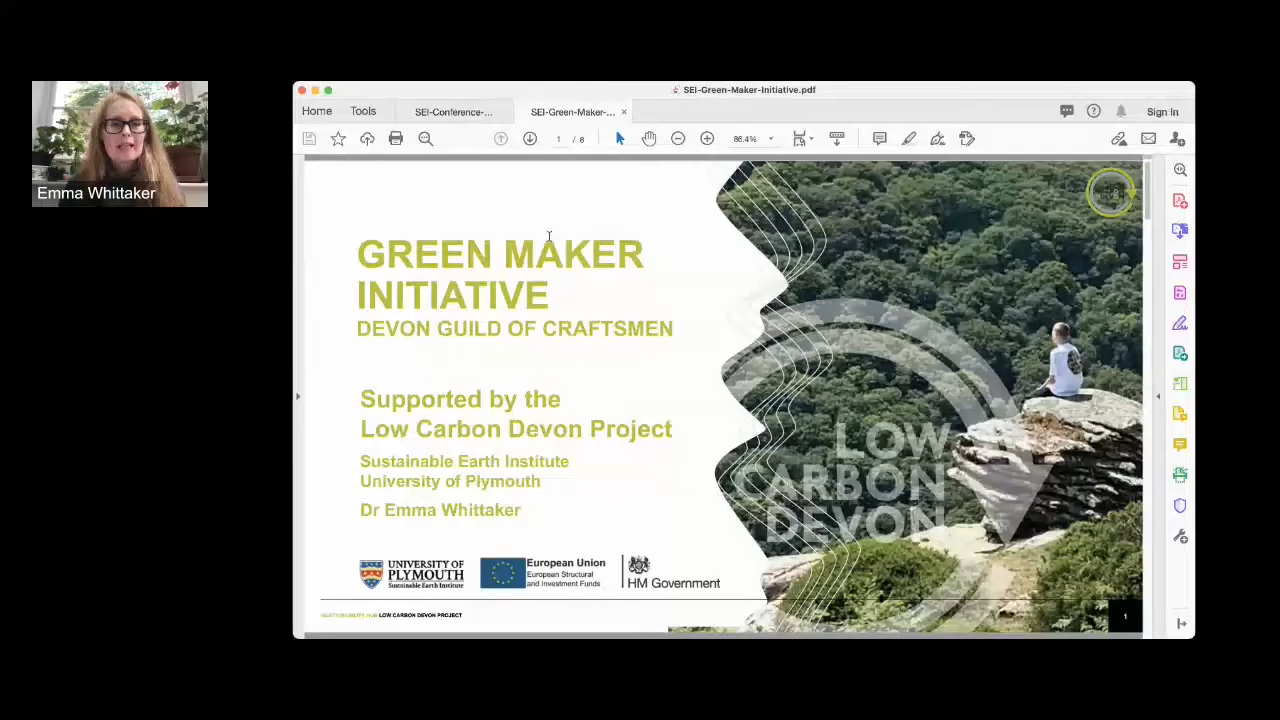 Emma Whittaker
SEI-Green-Maker-Initiative.pdf
Home
Tools
SEI-Conference-...
SEI-Green-Maker-...
×
Sign In
1 / 8
86.4%
GREEN MAKER
INITIATIVE
DEVON GUILD OF CRAFTSMEN
Supported by the
Low Carbon Devon Project
Sustainable Earth Institute
University of Plymouth
Dr Emma Whittaker
LOW
CARBON
DEVON
UNIVERSITY OF
PLYMOUTH
Sustainable Earth Institute
European Union
European Structural
and Investment Funds
HM Government
LOW CARBON DEVON PROJECT
1